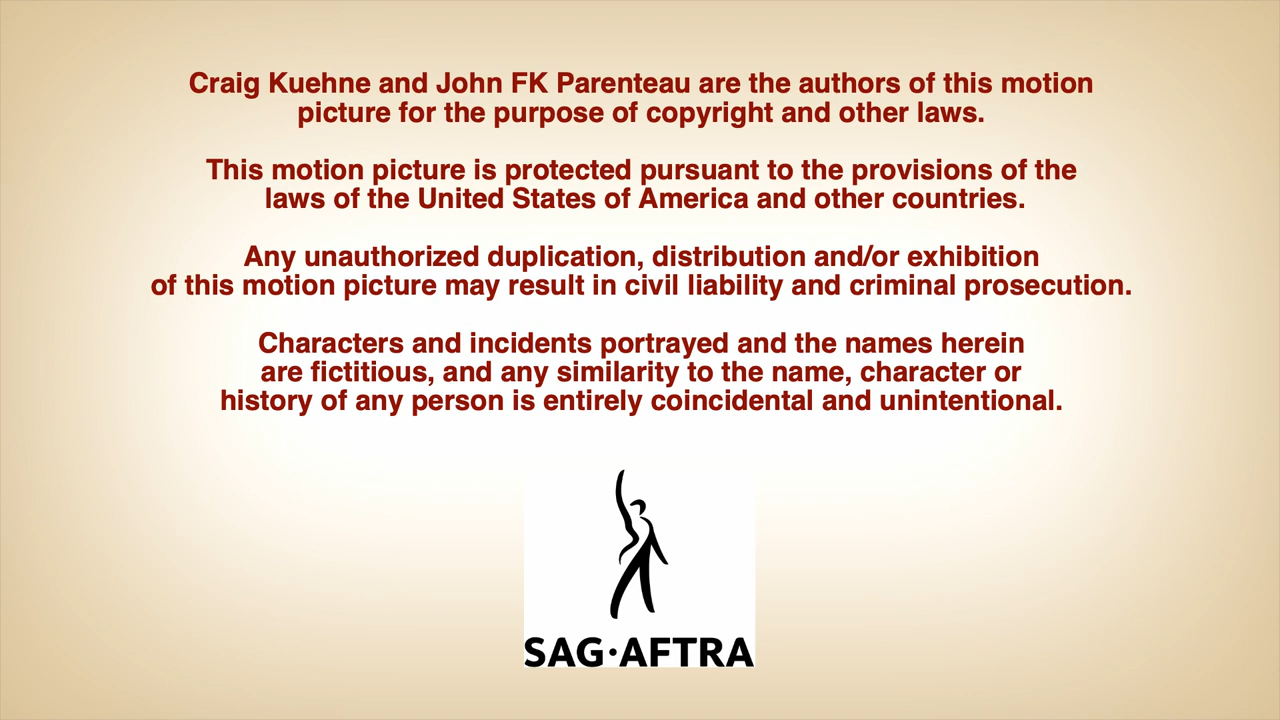 Craig Kuehne and John FK Parenteau are the authors of this motion
picture for the purpose of copyright and other laws.
This motion picture is protected pursuant to the provisions of the
laws of the United States of America and other countries.
Any unauthorized duplication, distribution and/or exhibition
of this motion picture may result in civil liability and criminal prosecution.
Characters and incidents portrayed and the names herein
are fictitious, and any similarity to the name, character or
history of any person is entirely coincidental and unintentional.
SAG·AFTRA